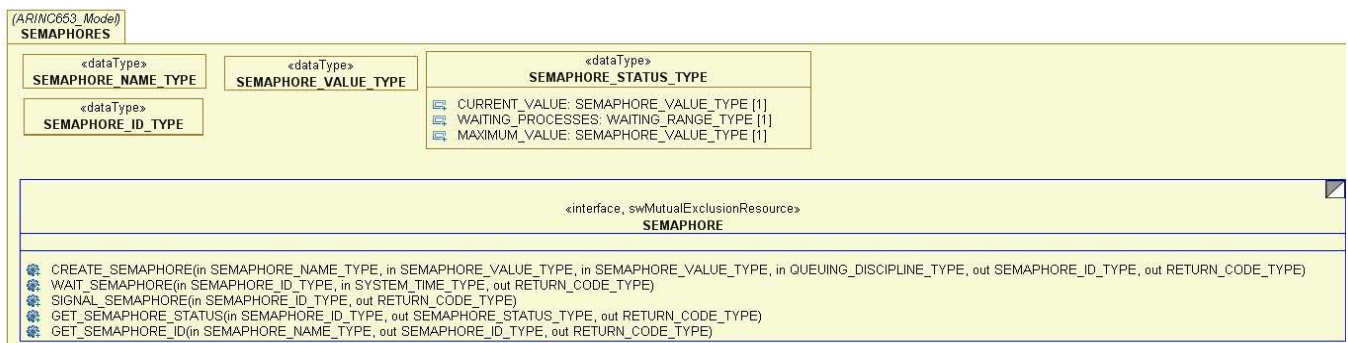 (ARINC653_Model)
SEMAPHORES
«dataType»
SEMAPHORE_NAME_TYPE
«dataType»
SEMAPHORE_VALUE_TYPE
«dataType»
SEMAPHORE_STATUS_TYPE
CURRENT_VALUE: SEMAPHORE_VALUE_TYPE [1]
WAITING_PROCESSES: WAITING_RANGE_TYPE [1]
MAXIMUM_VALUE: SEMAPHORE_VALUE_TYPE [1]
«dataType»
SEMAPHORE_ID_TYPE
«interface, swMutualExclusionResource»
SEMAPHORE
CREATE_SEMAPHORE(in SEMAPHORE_NAME_TYPE, in SEMAPHORE_VALUE_TYPE, in SEMAPHORE_VALUE_TYPE, in QUEUING_DISCIPLINE_TYPE, out SEMAPHORE_ID_TYPE, out RETURN_CODE_TYPE)
WAIT_SEMAPHORE(in SEMAPHORE_ID_TYPE, in SYSTEM_TIME_TYPE, out RETURN_CODE_TYPE)
SIGNAL_SEMAPHORE(in SEMAPHORE_ID_TYPE, out RETURN_CODE_TYPE)
GET_SEMAPHORE_STATUS(in SEMAPHORE_ID_TYPE, out SEMAPHORE_STATUS_TYPE, out RETURN_CODE_TYPE)
GET_SEMAPHORE_ID(in SEMAPHORE_NAME_TYPE, out SEMAPHORE_ID_TYPE, out RETURN_CODE_TYPE)